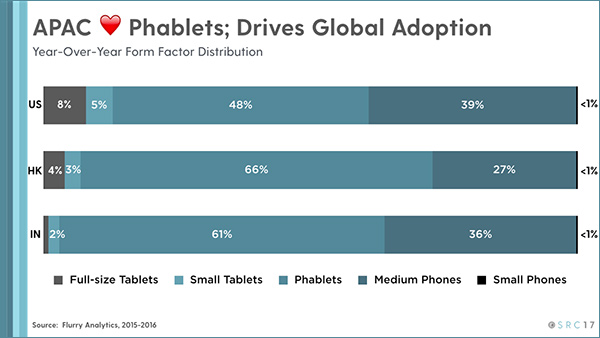 APAC ❤️ Phablets; Drives Global Adoption
Year-Over-Year Form Factor Distribution
US 8% 5% 48% 39% <1%
HK 4% 3% 66% 27% <1%
IN 2% 61% 36% <1%
Full-size Tablets Small Tablets Phablets Medium Phones Small Phones
Source: Flurry Analytics, 2015-2016
SRC17